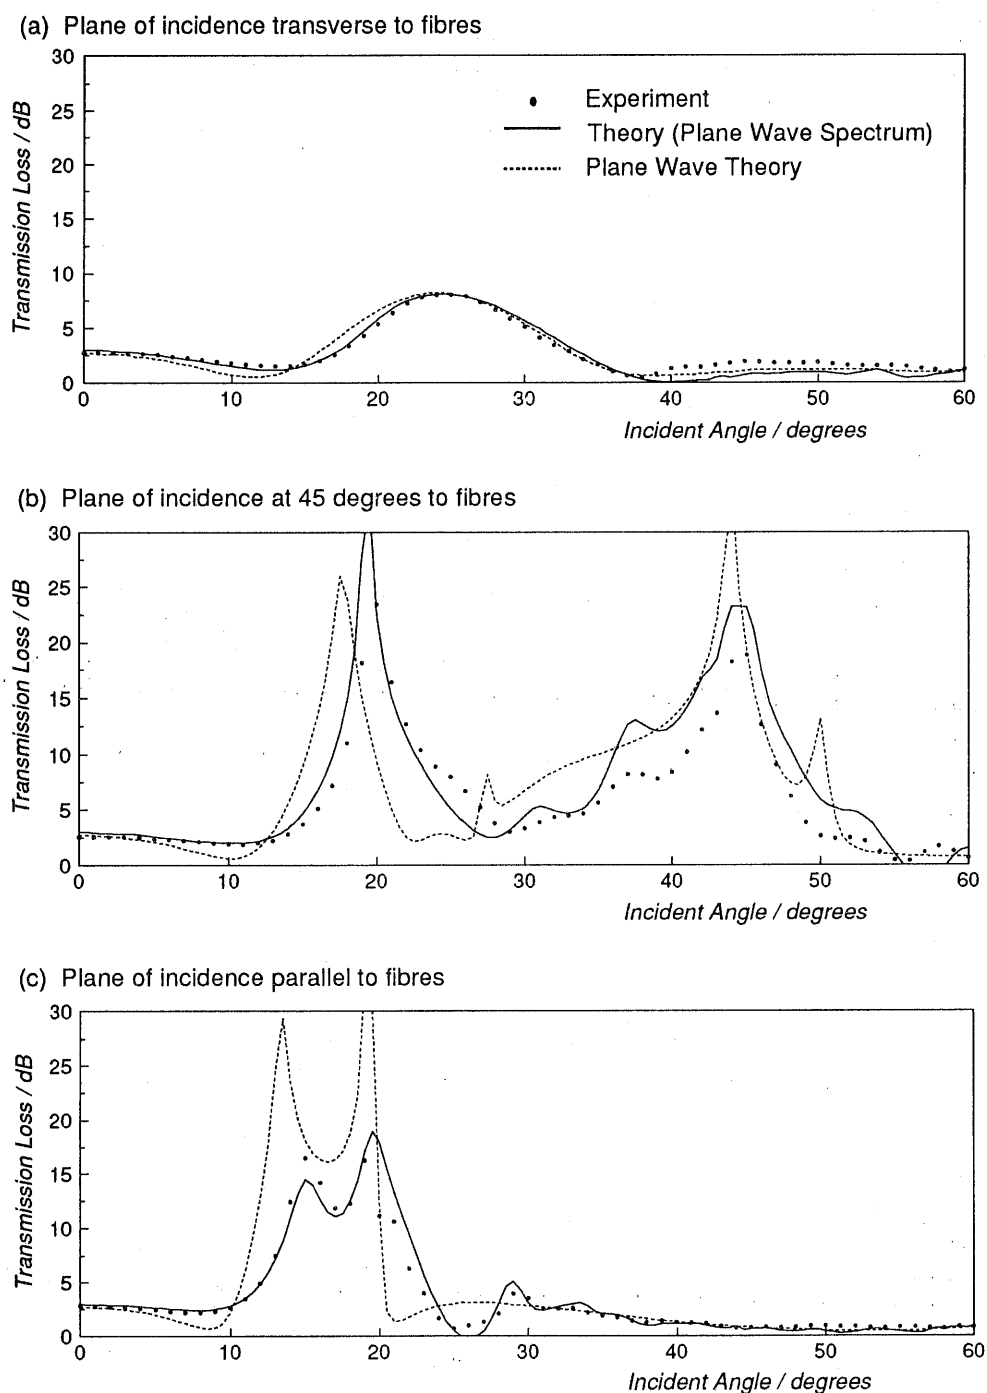 (a) Plane of incidence transverse to fibres
30
25
20
15
10
5
0
Transmission Loss / dB
Experiment
Theory (Plane Wave Spectrum)
Plane Wave Theory
0 10 20 30 40 50 60
Incident Angle / degrees
(b) Plane of incidence at 45 degrees to fibres
30
25
20
15
10
5
0
Transmission Loss / dB
0 10 20 30 40 50 60
Incident Angle / degrees
(c) Plane of incidence parallel to fibres
30
25
20
15
10
5
0
Transmission Loss / dB
0 10 20 30 40 50 60
Incident Angle / degrees